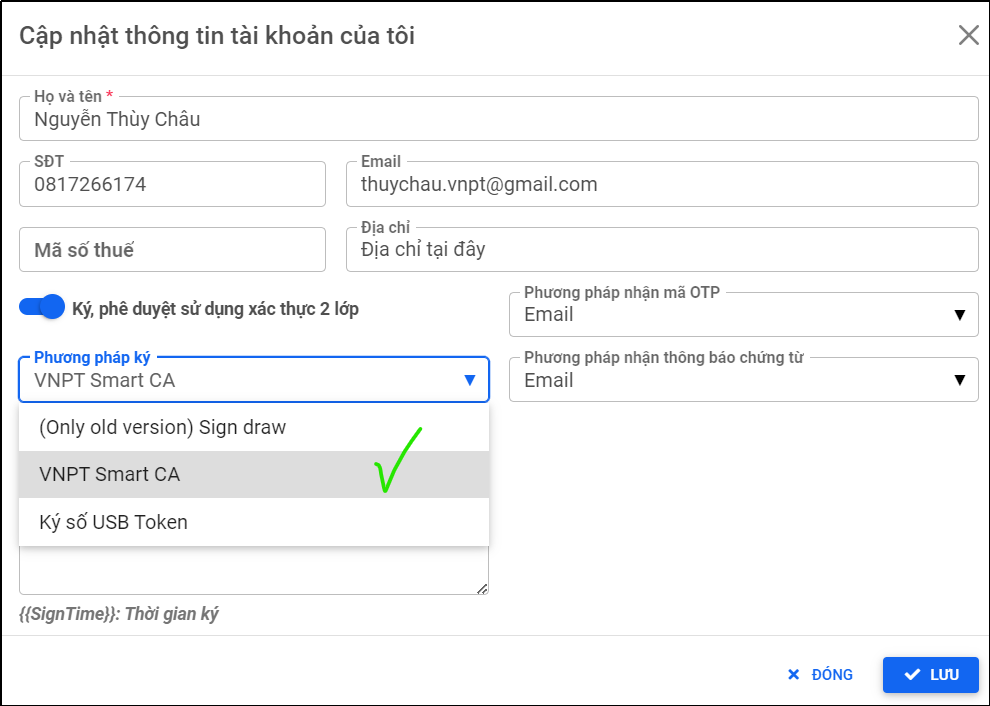 Cập nhật thông tin tài khoản của tôi
Họ và tên *
Nguyễn Thùy Châu
SĐT
0817266174
Email
thuychau.vnpt@gmail.com
Mã số thuế
Địa chỉ
Địa chỉ tại đây
Ký, phê duyệt sử dụng xác thực 2 lớp
Phương pháp nhận mã OTP
Email
Phương pháp ký
VNPT Smart CA
Phương pháp nhận thông báo chứng từ
Email
(Only old version) Sign draw
VNPT Smart CA
Ký số USB Token
{{SignTime}}: Thời gian ký
ĐÓNG
LƯU